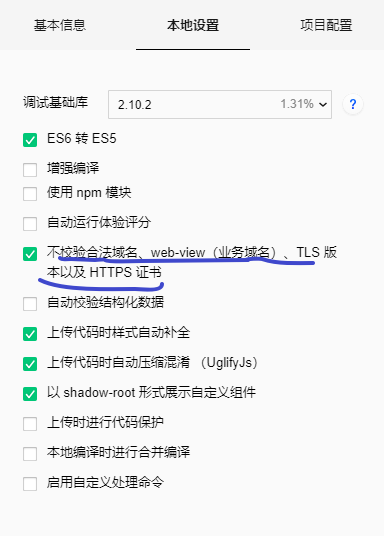 基本信息 本地设置 项目配置
调试基础库 2.10.2 1.31% ?
ES6 转 ES5
增强编译
使用 npm 模块
自动运行体验评分
不校验合法域名、web-view（业务域名）、TLS 版
本以及 HTTPS 证书
自动校验结构化数据
上传代码时样式自动补全
上传代码时自动压缩混淆 （UglifyJs）
以 shadow-root 形式展示自定义组件
上传时进行代码保护
本地编译时进行合并编译
启用自定义处理命令